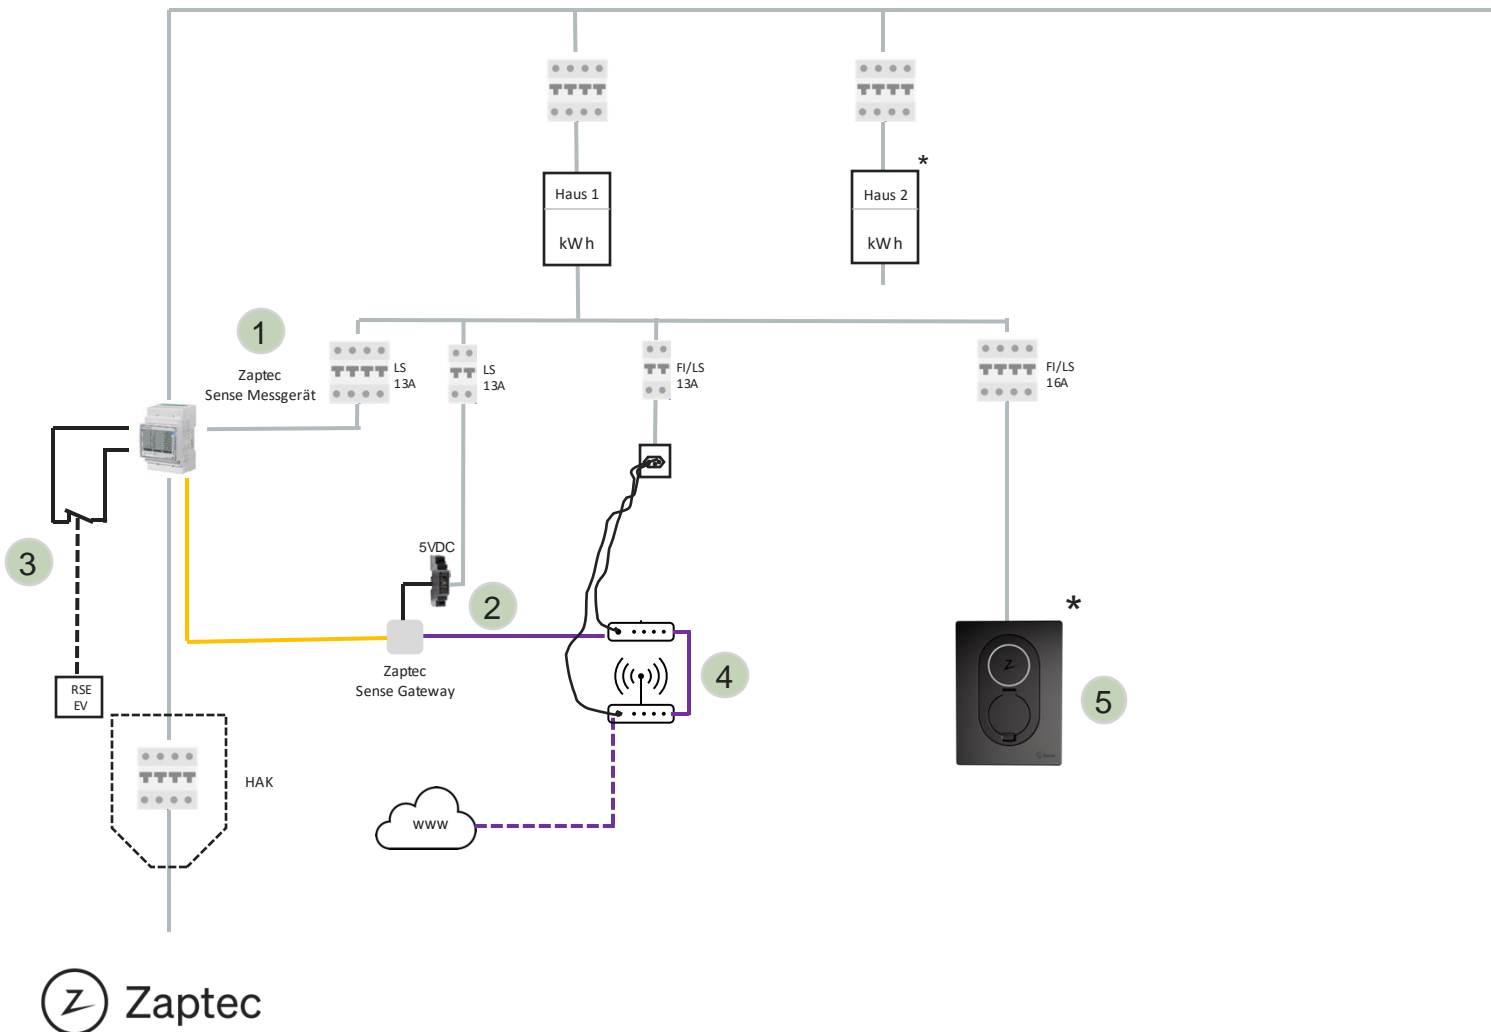 *
Haus 1
kWh
Haus 2
kWh
1
Zaptec
Sense Messgerät
LS
13A
LS
13A
FI/LS
13A
FI/LS
16A
3
5VDC
2
*
Zaptec
Sense Gateway
4
5
RSE
EV
HAK
www
Zaptec